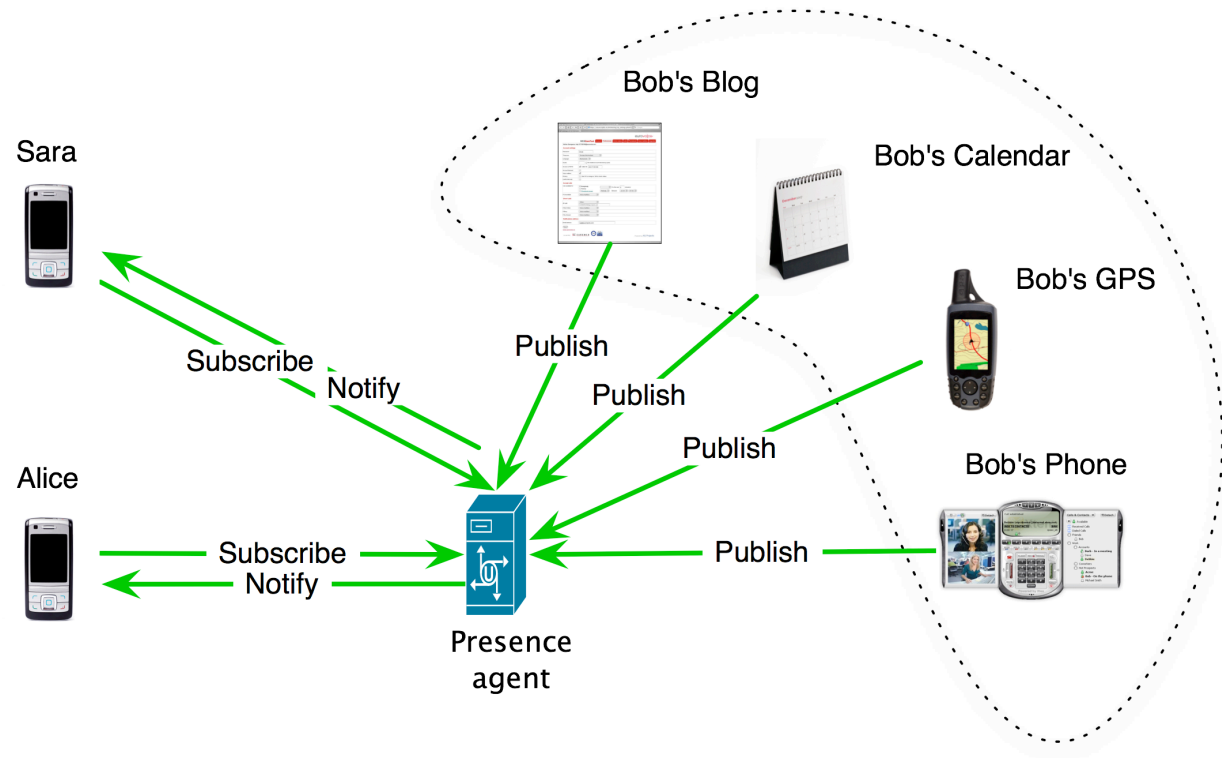 Bob's Blog
Sara
Bob's Calendar
Bob's GPS
Publish
Subscribe
Notify
Publish
Publish
Alice
Bob's Phone
Subscribe
Publish
Notify
Presence
agent